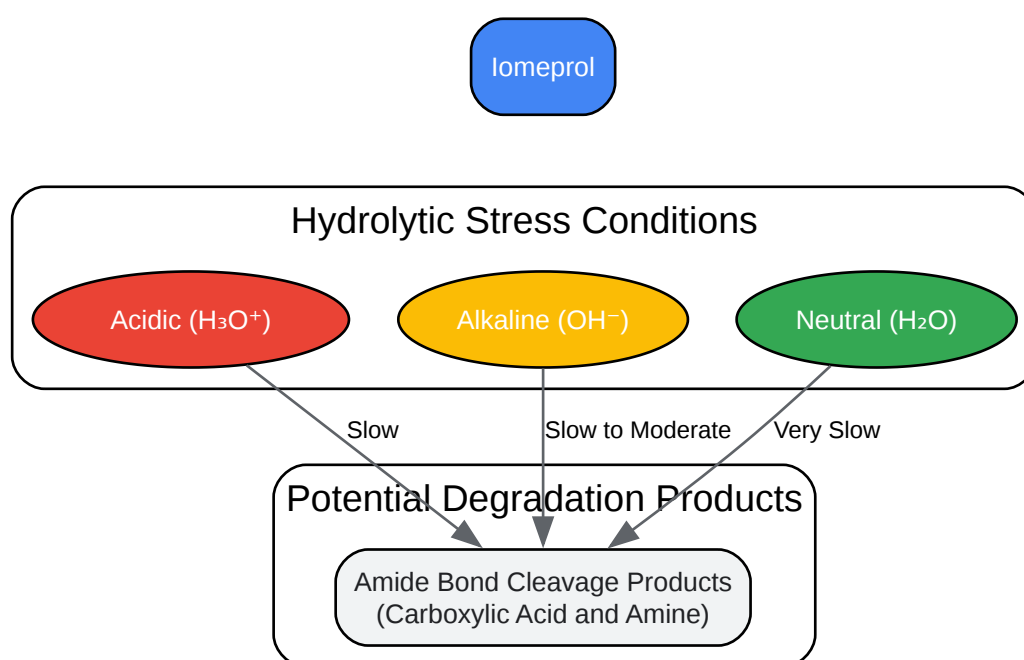 Iomeprol
Hydrolytic Stress Conditions
Acidic (H₃O⁺)
Alkaline (OH⁻)
Neutral (H₂O)
Slow
Slow to Moderate
Very Slow
Potential Degradation Products
Amide Bond Cleavage Products
(Carboxylic Acid and Amine)